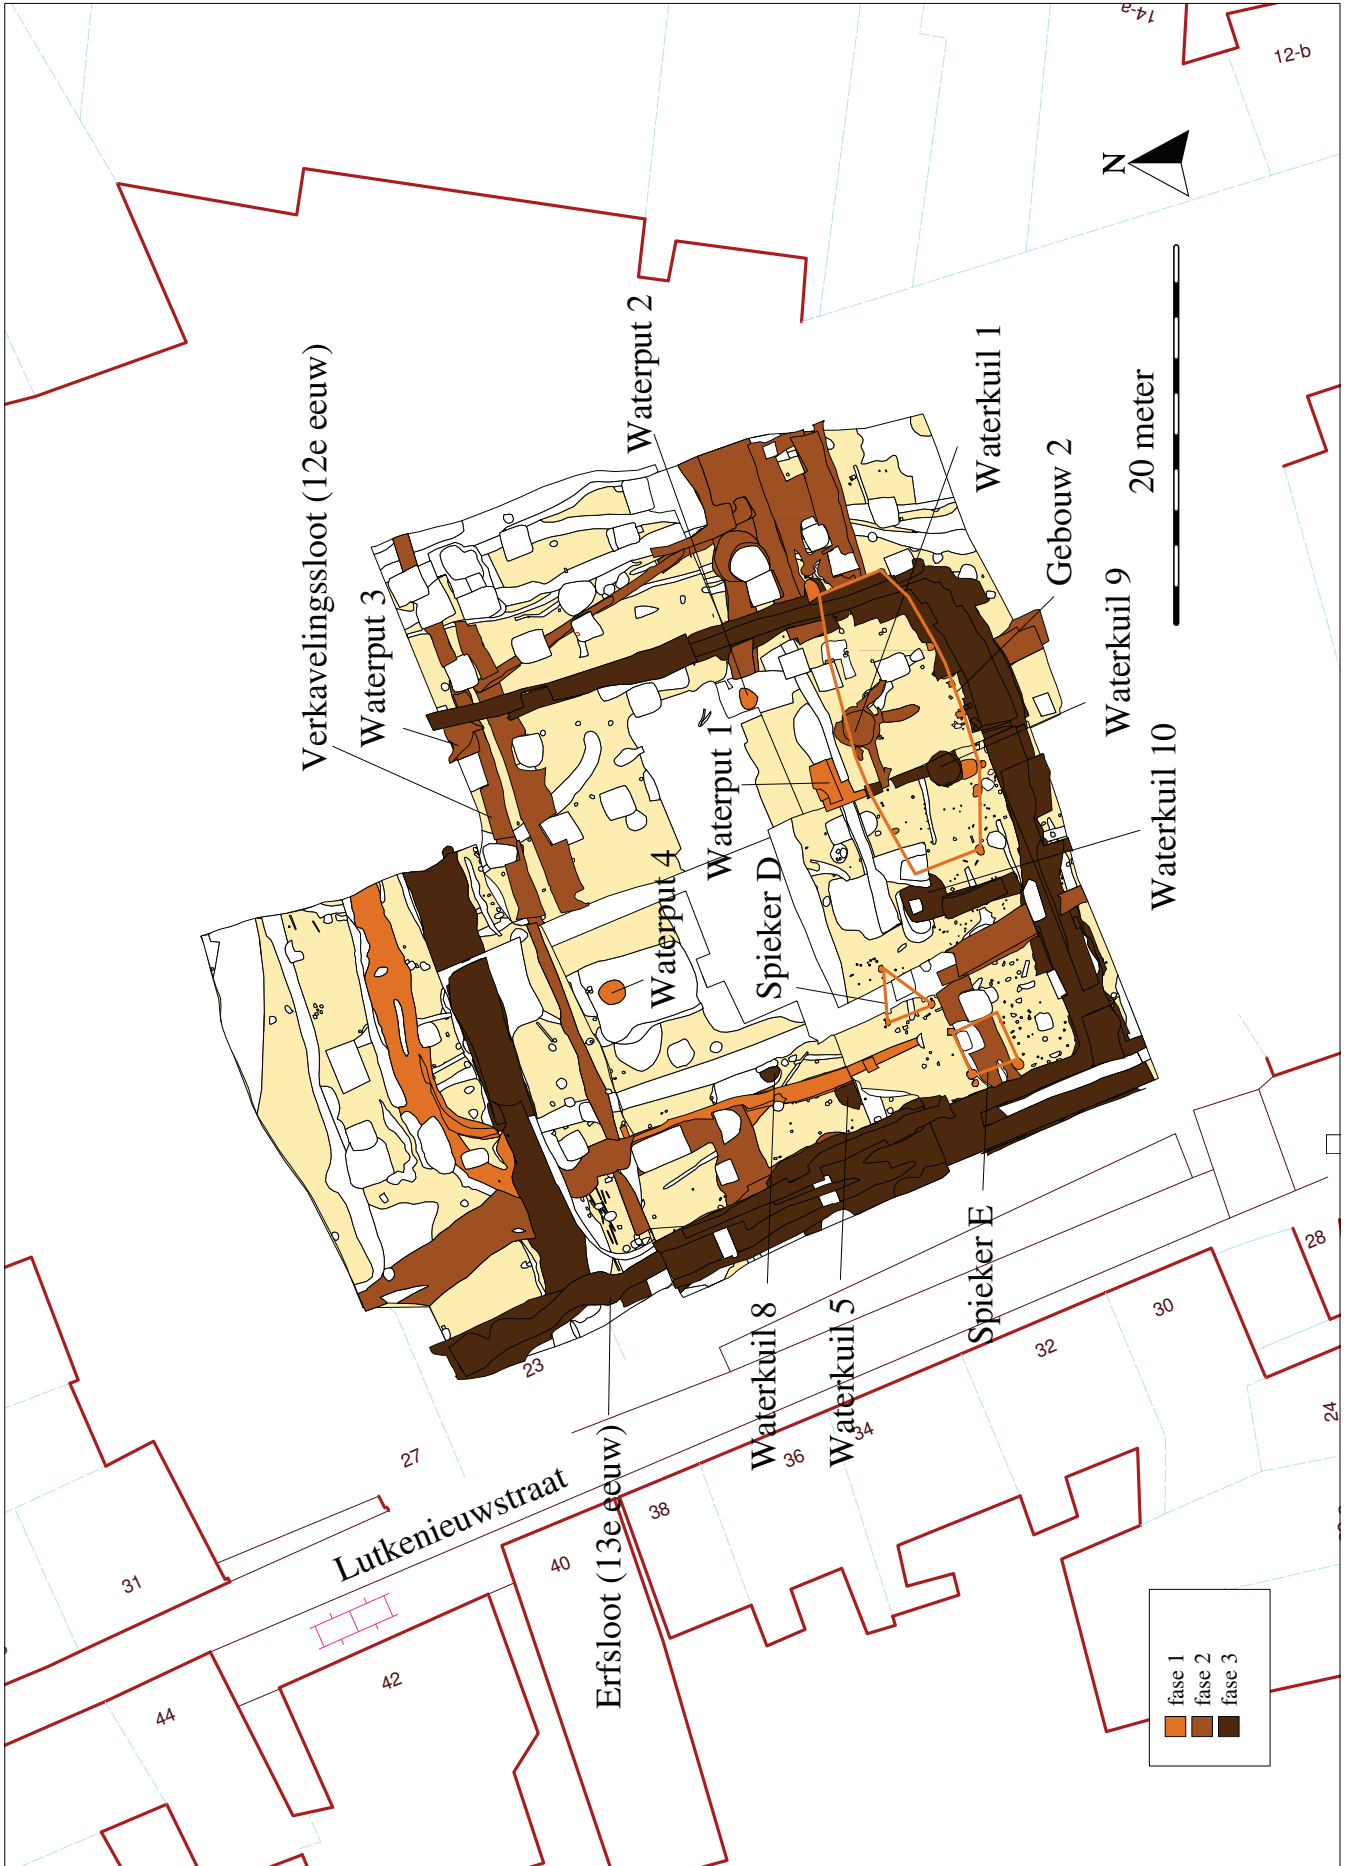 14-a
12-b
N
Verkavelingssloot (12e eeuw)
Waterput 3
Waterput 2
Waterkuil 1
20 meter
Gebouw 2
Waterkuil 9
Waterput 1
Waterkuil 10
Waterput 4
Spieker D
Spieker E
Waterkuil 8
Waterkuil 5
Erfsloot (13e eeuw)
Lutkenieuwstraat
23
27
31
44
42
40
38
36
34
32
30
28
24
fase 1
fase 2
fase 3